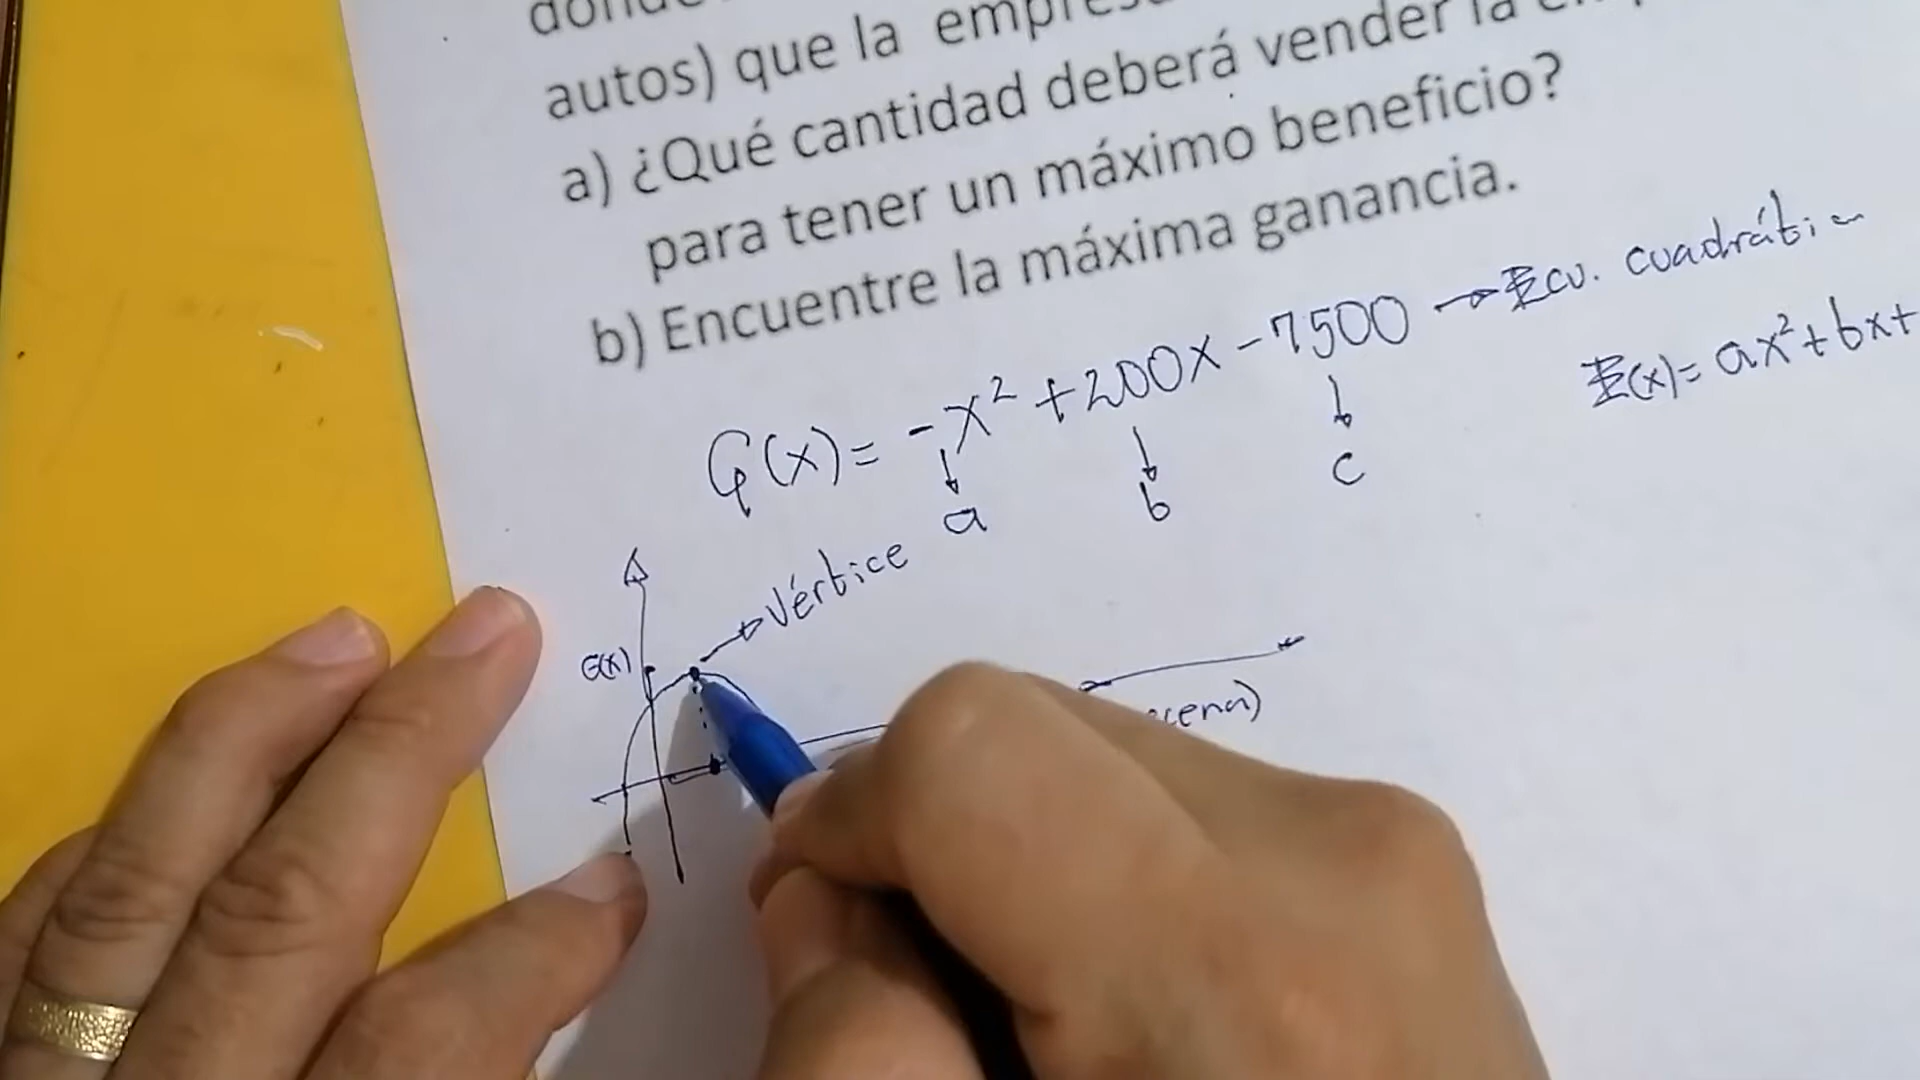 autos) que la
a) ¿Qué cantidad deberá vender la
para tener un máximo beneficio?
b) Encuentre la máxima ganancia.
G(x)= -x² +200x -7500 → Ecu. cuadrátic
a b c
E(x)= ax²+bx+
Vértice
G(x)